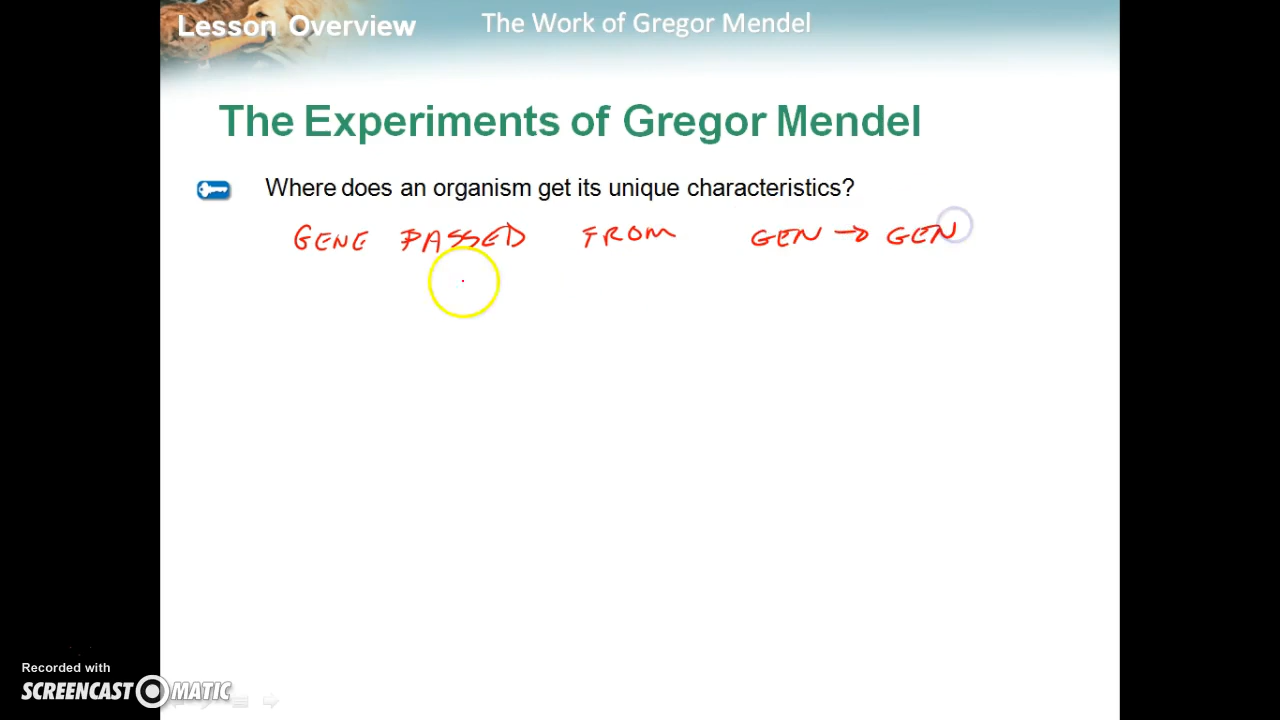 Lesson Overview The Work of Gregor Mendel
The Experiments of Gregor Mendel
Where does an organism get its unique characteristics?
GENE PASSED FROM GEN → GEN
Recorded with
SCREENCAST MATIC